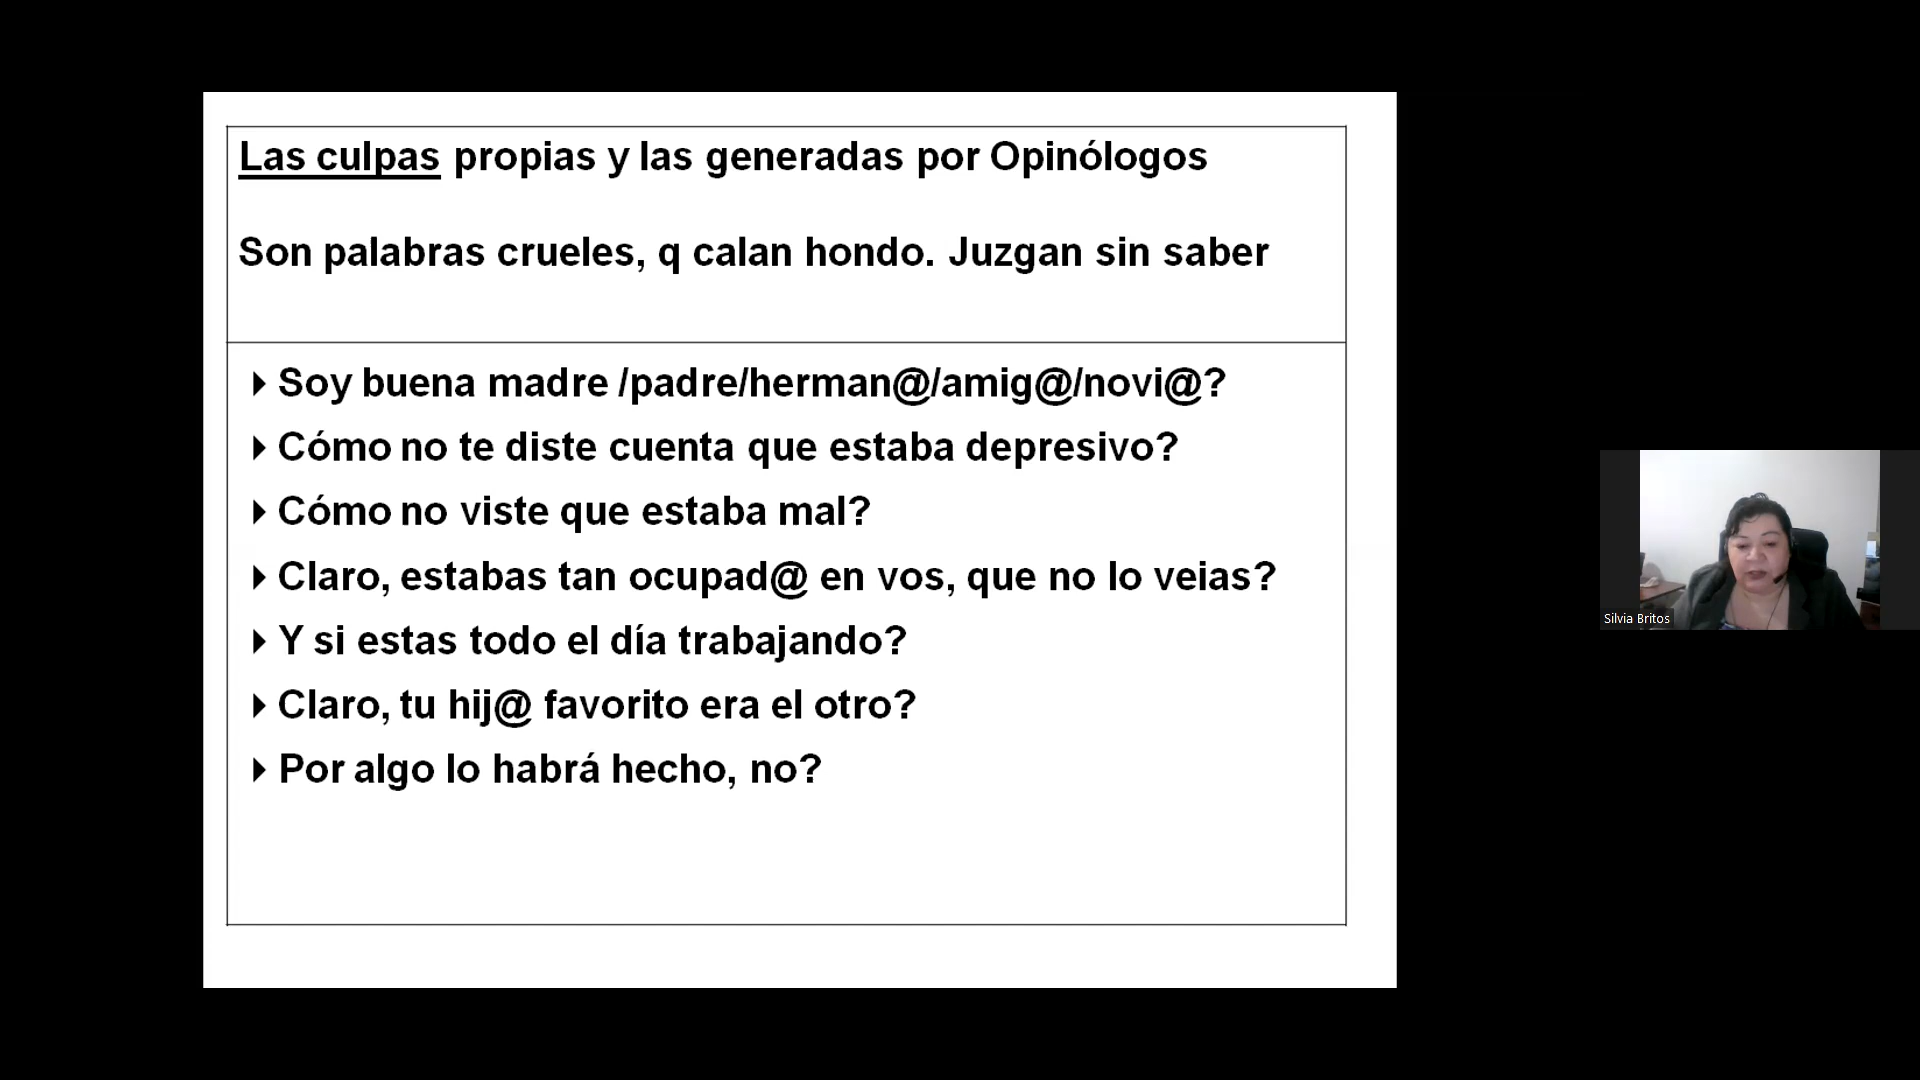 Las culpas propias y las generadas por Opinólogos
Son palabras crueles, q calan hondo. Juzgan sin saber
Soy buena madre /padre/herman@/amig@/novi@?
Cómo no te diste cuenta que estaba depresivo?
Cómo no viste que estaba mal?
Claro, estabas tan ocupad@ en vos, que no lo veias?
Y si estas todo el día trabajando?
Claro, tu hij@ favorito era el otro?
Por algo lo habrá hecho, no?
Silvia Britos